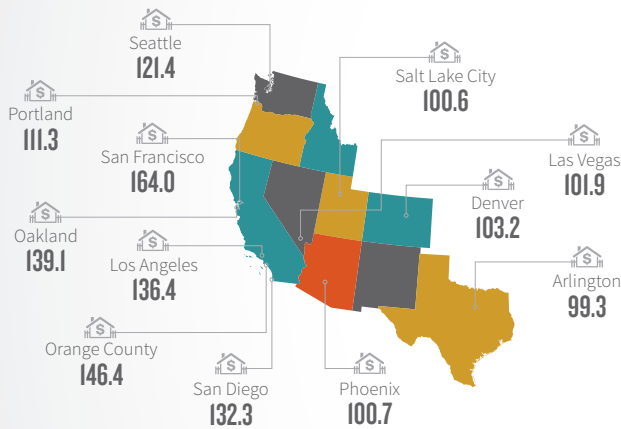 $
Seattle
121.4
$
Salt Lake City
100.6
$
Portland
111.3
$
San Francisco
164.0
$
Las Vegas
101.9
$
Denver
103.2
$
Oakland
139.1
$
Los Angeles
136.4
$
Arlington
99.3
$
Orange County
146.4
$
San Diego
132.3
$
Phoenix
100.7